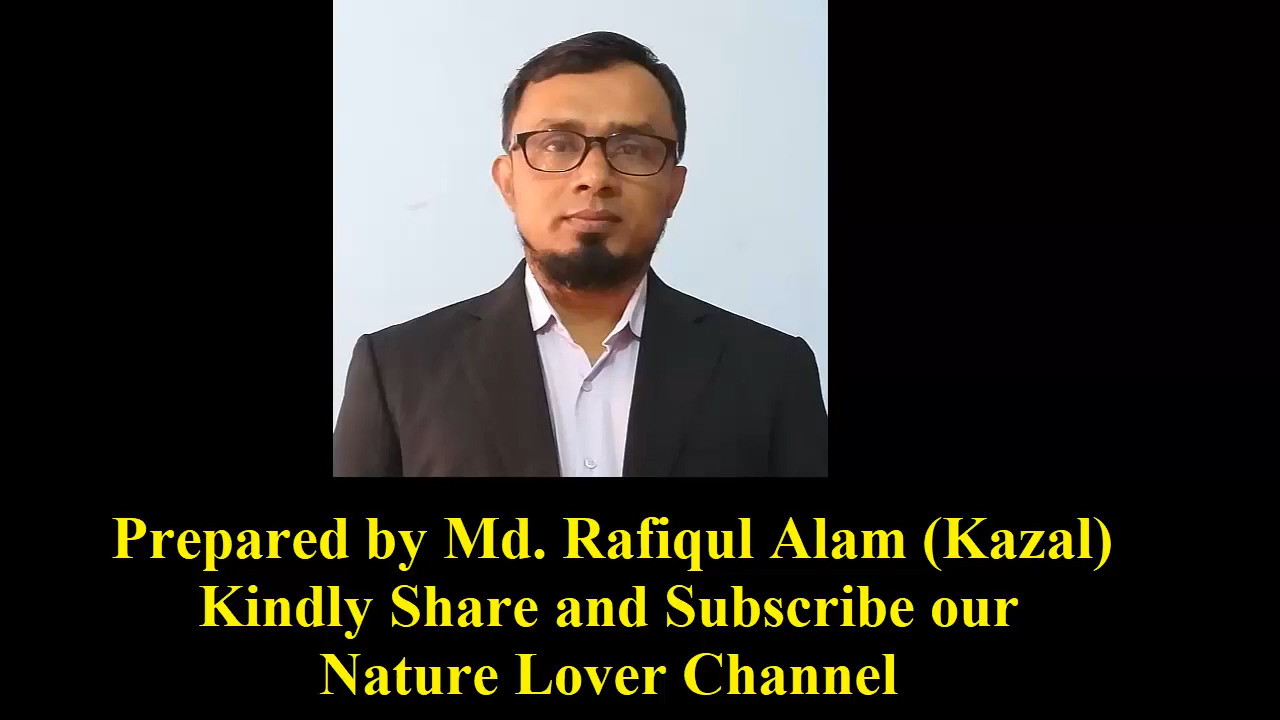 Prepared by Md. Rafiqul Alam (Kazal)
Kindly Share and Subscribe our
Nature Lover Channel